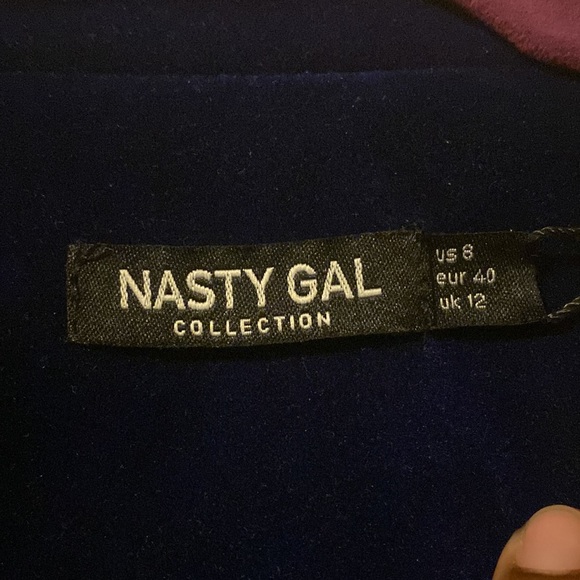 NASTY GAL
COLLECTION
us 8
eur 40
uk 12